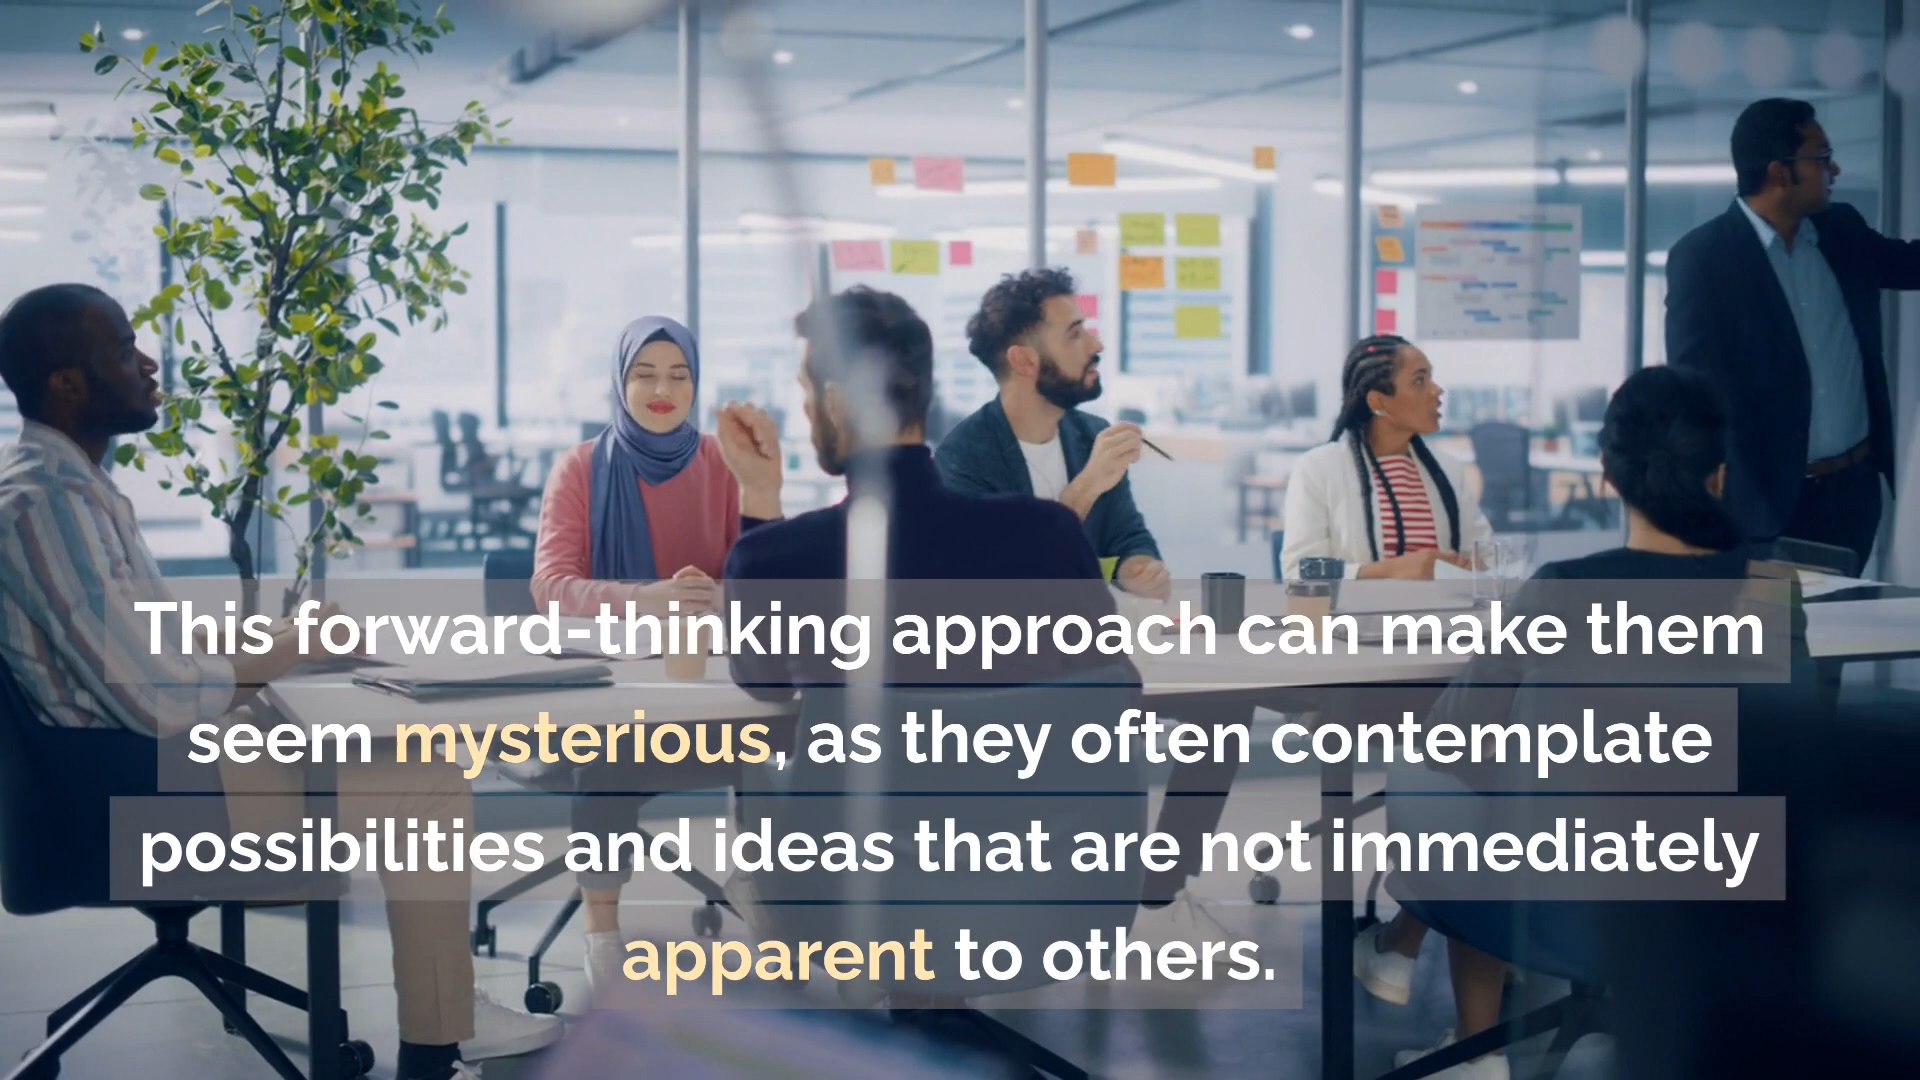 This forward-thinking approach can make them
seem mysterious, as they often contemplate
possibilities and ideas that are not immediately
apparent to others.